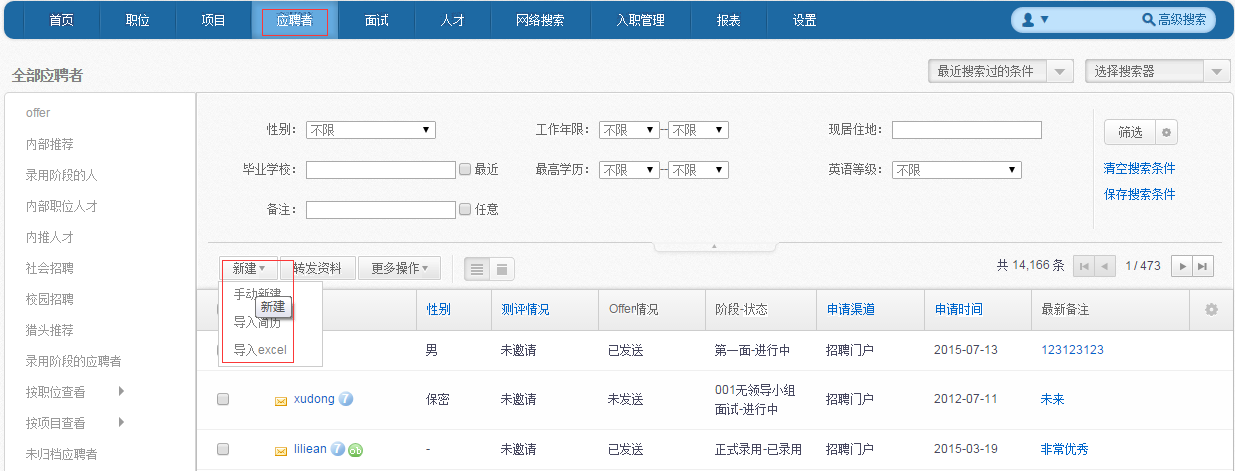 首页 职位 项目 应聘者 面试 人才 网络搜索 入职管理 报表 设置 高级搜索
全部应聘者 最近搜索过的条件 选择搜索器
offer
内部推荐
录用阶段的人
内部职位人才
内推人才
社会招聘
校园招聘
猎头推荐
录用阶段的应聘者
按职位查看
按项目查看
未归档应聘者
性别： 不限 工作年限： 不限 -- 不限 现居住地： 筛选
毕业学校： 最近 最高学历： 不限 -- 不限 英语等级： 不限 清空搜索条件
保存搜索条件
备注： 任意
新建 转发资料 更多操作 共 14,166 条 1 / 473
手动新建
新建
导入简历
导入excel
性别 测评情况 Offer情况 阶段-状态 申请渠道 申请时间 最新备注
男 未邀请 已发送 第一面-进行中 招聘门户 2015-07-13 123123123
xudong 7 保密 未邀请 未发送 001无领导小组
面试-进行中 招聘门户 2012-07-11 未来
liliean 7 ob - 未邀请 已发送 正式录用-已录用 招聘门户 2015-03-19 非常优秀